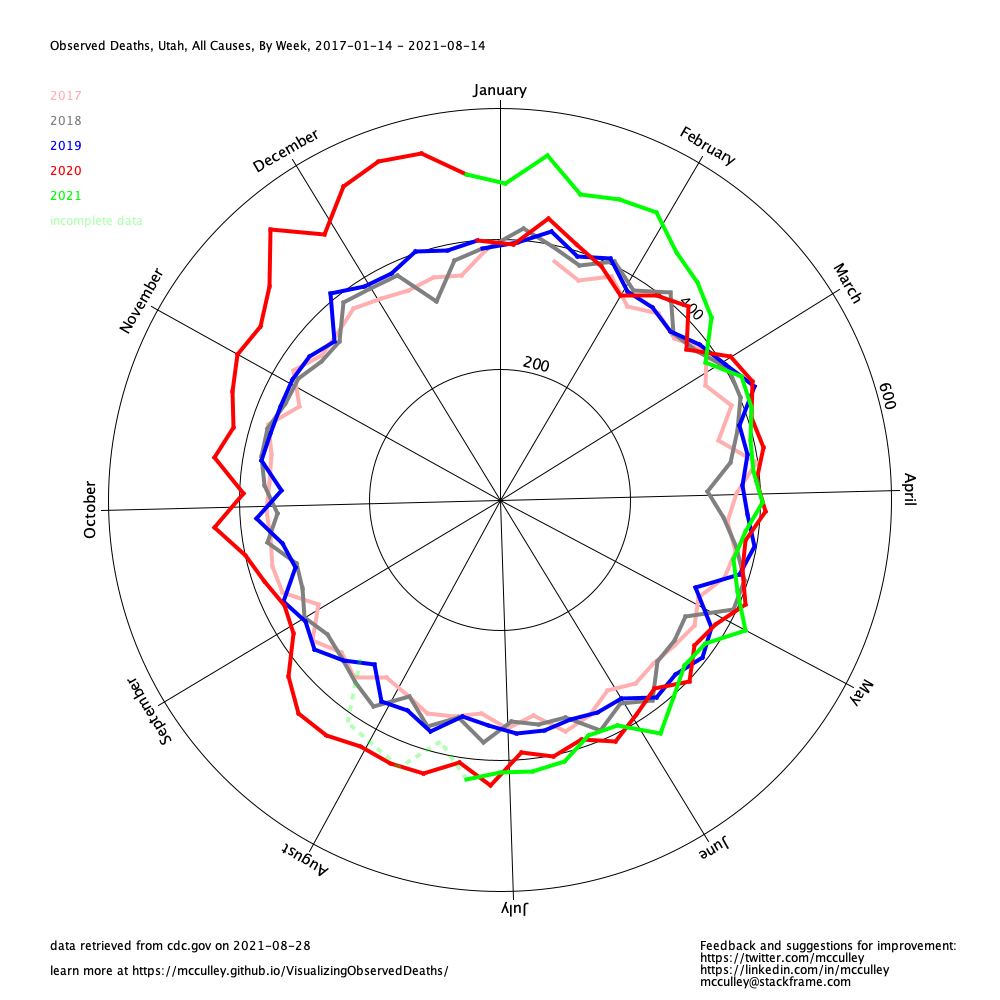 Observed Deaths, Utah, All Causes, By Week, 2017-01-14 - 2021-08-14
2017
2018
2019
2020
2021
incomplete data
January
February
March
April
May
June
July
August
September
October
November
December
200
400
600
data retrieved from cdc.gov on 2021-08-28
learn more at https://mcculley.github.io/VisualizingObservedDeaths/
Feedback and suggestions for improvement:
https://twitter.com/mcculley
https://linkedin.com/in/mcculley
mcculley@stackframe.com